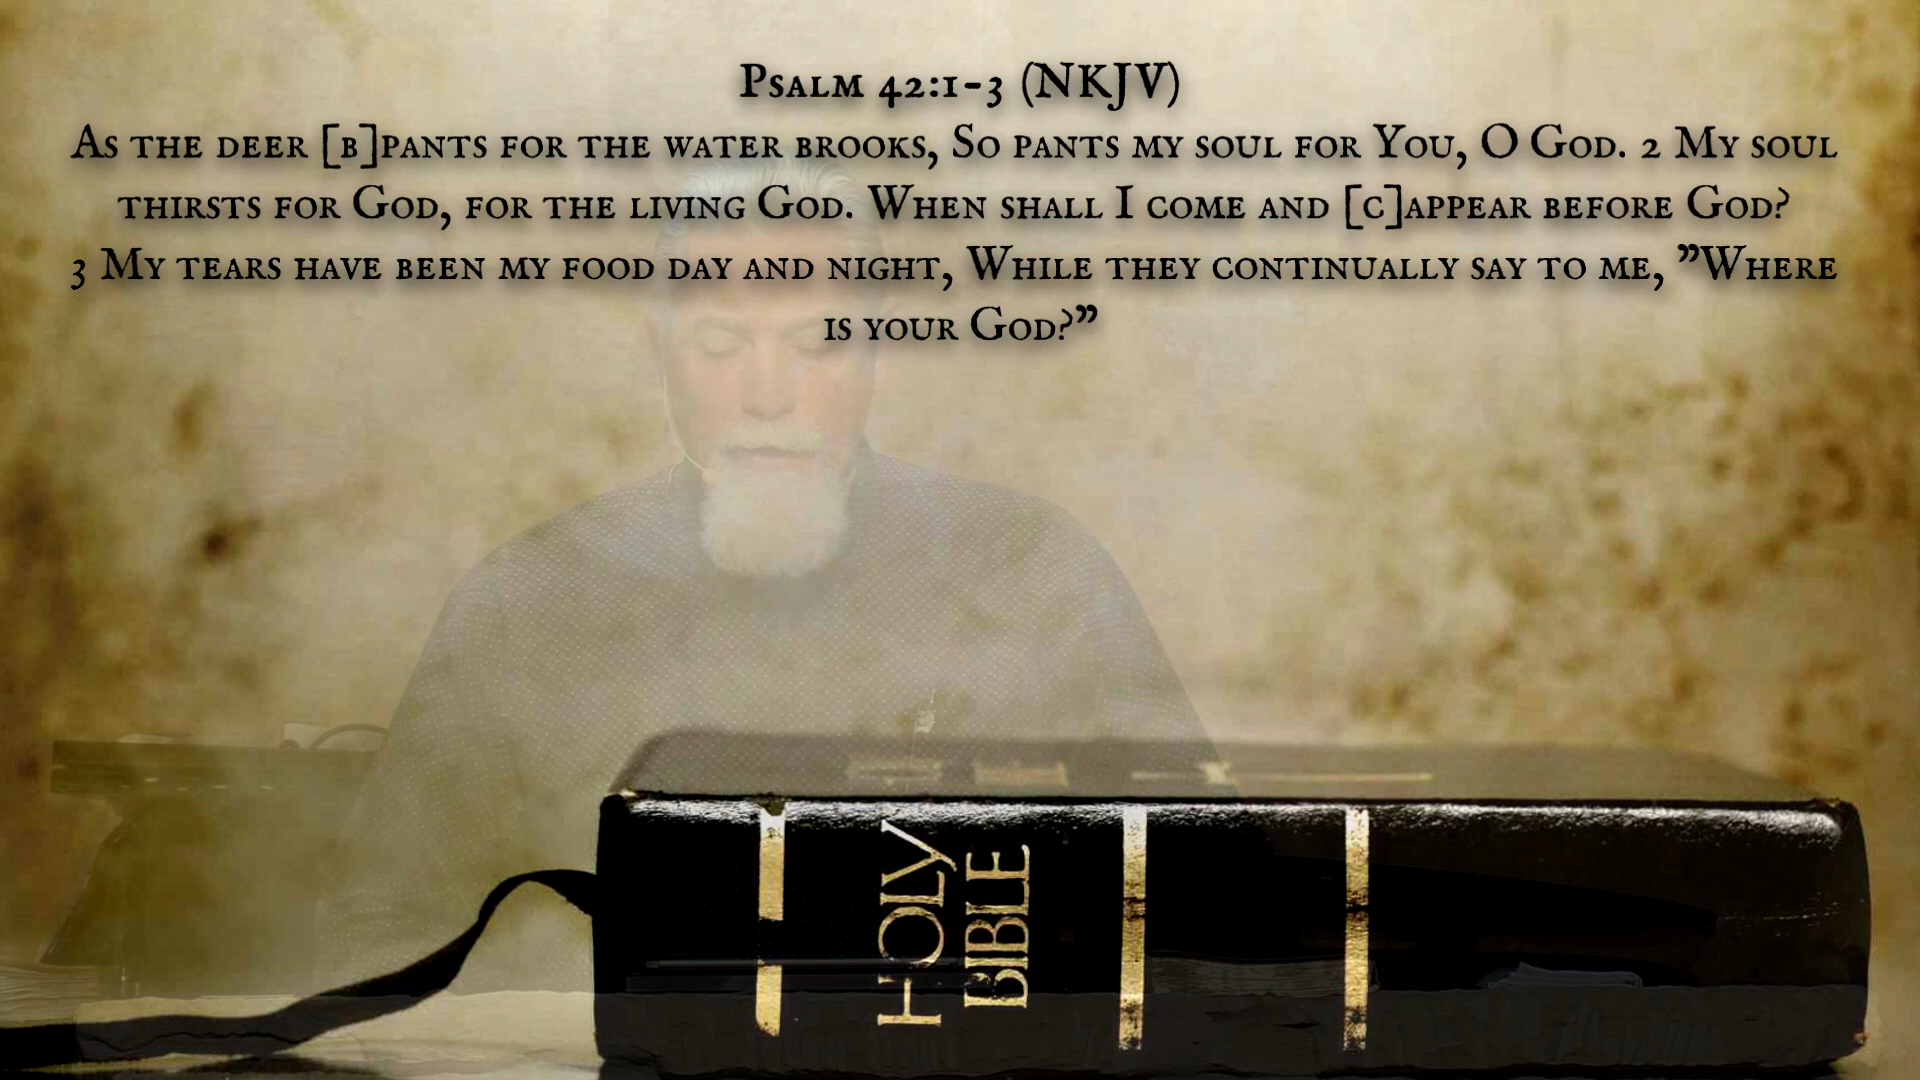 Psalm 42:1-3 (NKJV)
As the deer [b]pants for the water brooks, So pants my soul for You, O God. 2 My soul
thirsts for God, for the living God. When shall I come and [c]appear before God?
3 My tears have been my food day and night, While they continually say to me, ”Where
is your God?”
HOLY
BIBLE